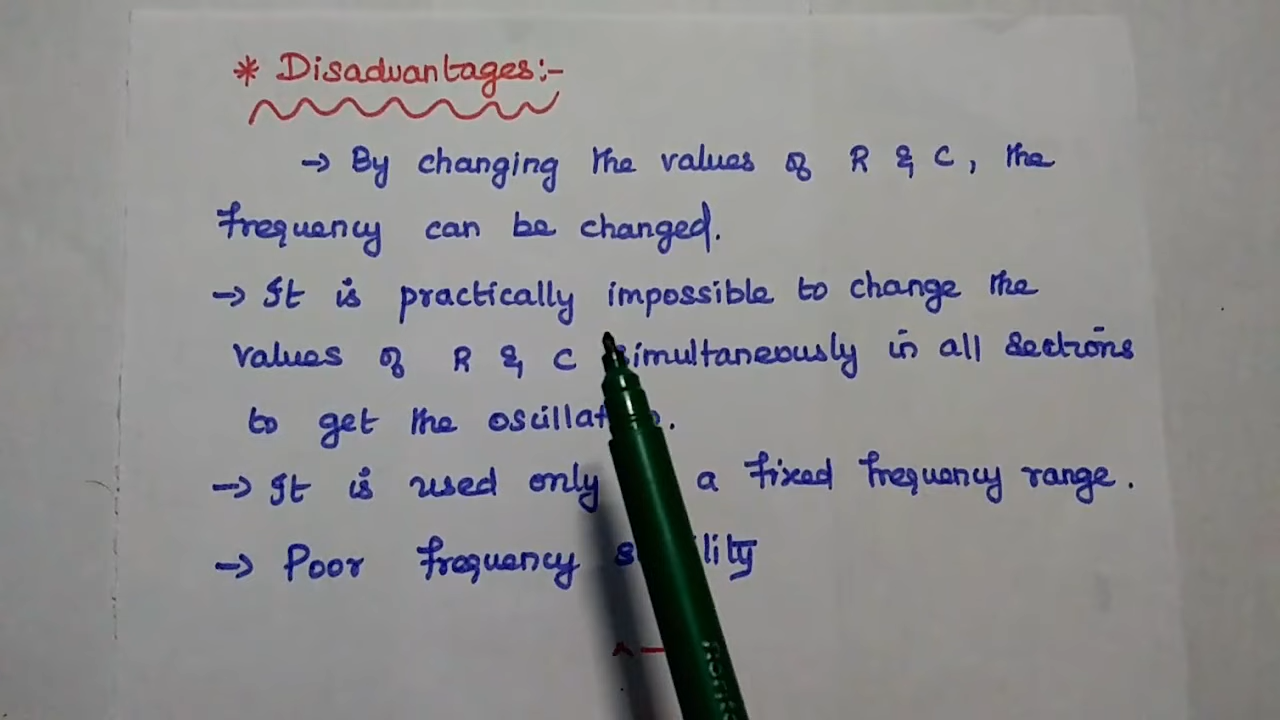 * Disadvantages:-
→ By changing the values of R & C, the
frequency can be changed.
→ It is practically impossible to change the
values of R & C simultaneously in all sections
to get the
→ It is used only a fixed frequency range.
→ Poor frequency